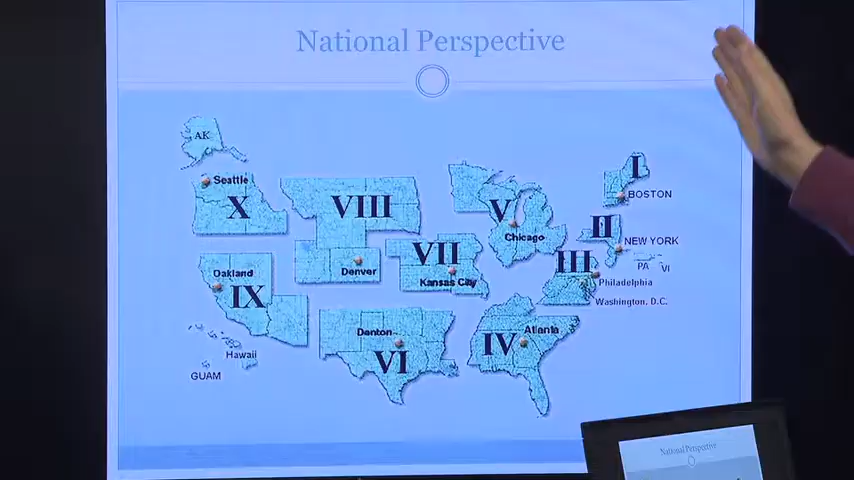 National Perspective
AK
Seattle
X
VIII
V
Chicago
I
BOSTON
II
NEW YORK
PA
VI
III
Philadelphia
Washington, D.C.
Oakland
IX
Denver
VII
Kansas City
Hawaii
GUAM
Denton
VI
IV
Atlanta
National Perspective